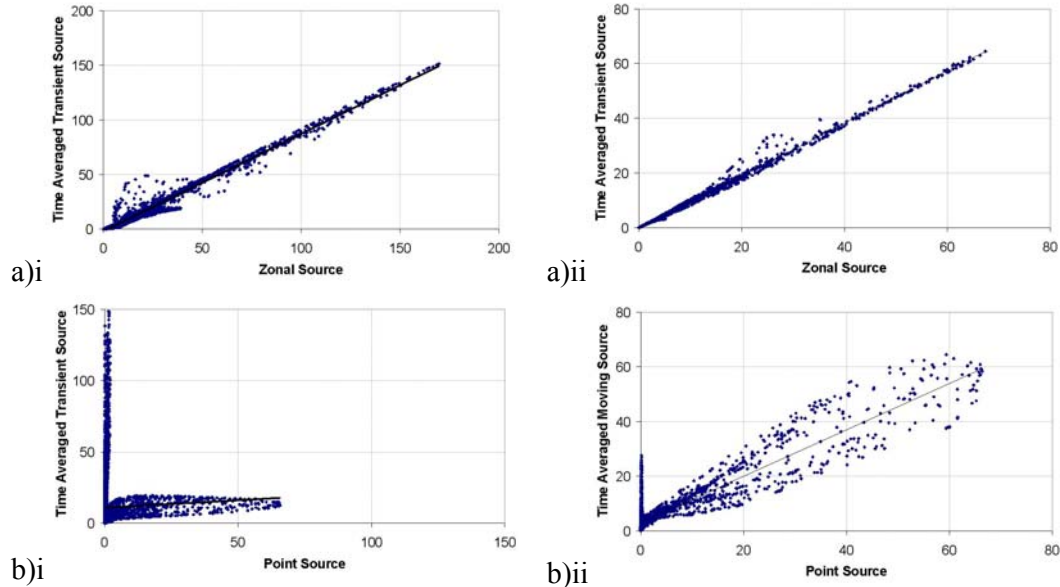 200
150
100
50
0
Time Averaged Transient Source
0 50 100 150 200
Zonal Source
a)i
80
60
40
20
0
Time Averaged Transient Source
0 20 40 60 80
Zonal Source
a)ii
150
100
50
0
Time Averaged Transient Source
0 50 100 150
Point Source
b)i
80
60
40
20
0
Time Averaged Moving Source
0 20 40 60 80
Point Source
b)ii